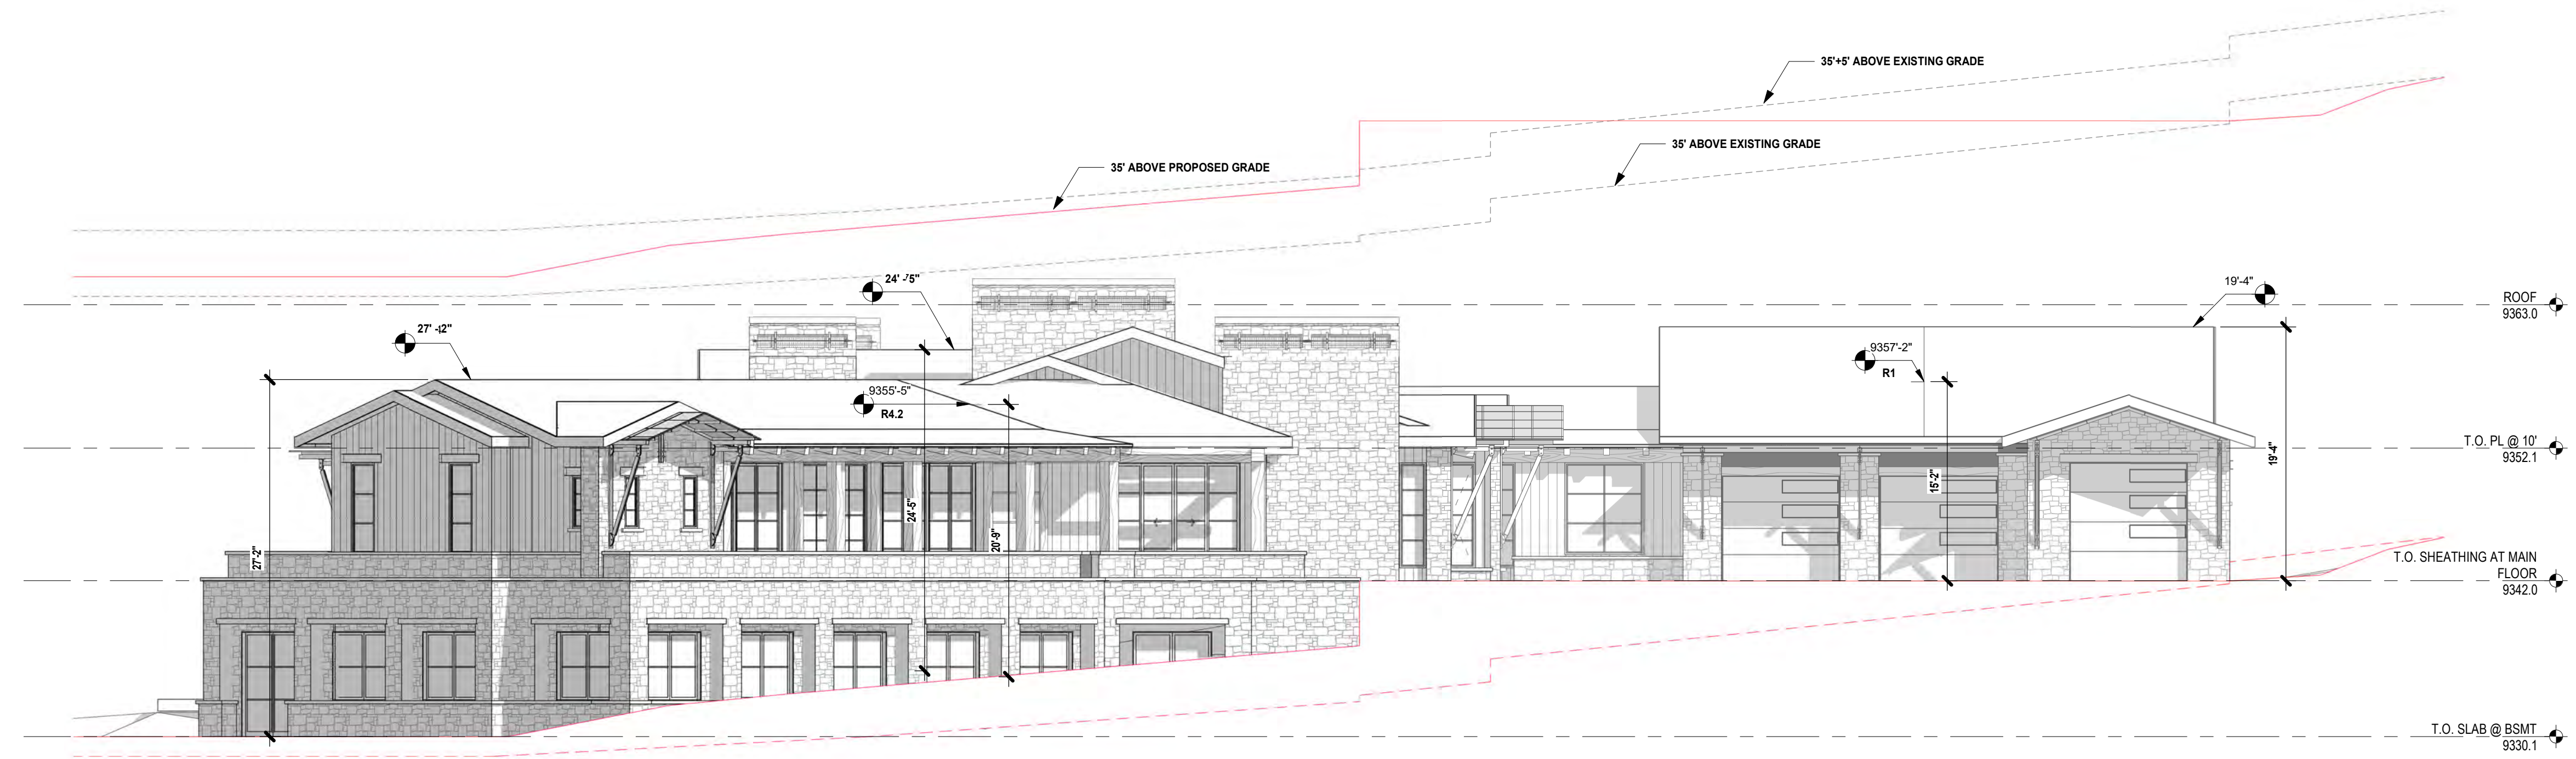 35'+5' ABOVE EXISTING GRADE
35' ABOVE EXISTING GRADE
35' ABOVE PROPOSED GRADE
24'
5"
19'-4"
ROOF
9363.0
27'
2"
9357'-2"
R1
9355'-5"
R4.2
T.O. PL @ 10'
9352.1
19'-4"
15'-2"
24'-5"
20'-9"
27'-2"
T.O. SHEATHING AT MAIN
FLOOR
9342.0
T.O. SLAB @ BSMT
9330.1